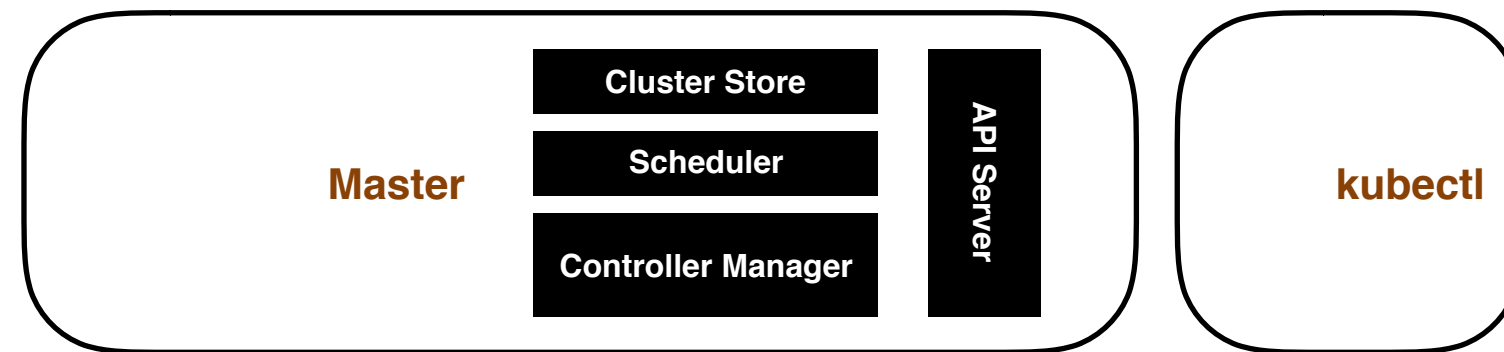 Master
Cluster Store
Scheduler
Controller Manager
API Server
kubectl